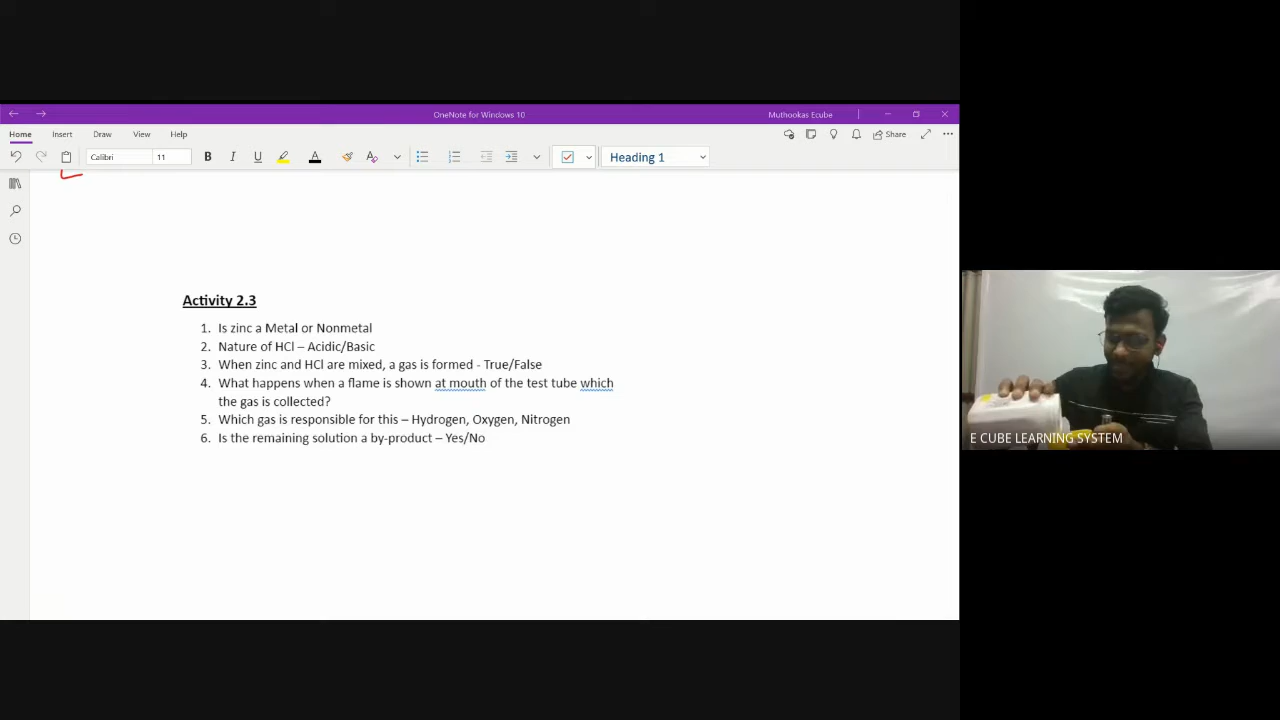 OneNote for Windows 10
Muthookas Ecube
Home Insert Draw View Help
Share
Calibri 11 B I U A Heading 1
Activity 2.3
1. Is zinc a Metal or Nonmetal
2. Nature of HCl – Acidic/Basic
3. When zinc and HCl are mixed, a gas is formed - True/False
4. What happens when a flame is shown at mouth of the test tube which
the gas is collected?
5. Which gas is responsible for this – Hydrogen, Oxygen, Nitrogen
6. Is the remaining solution a by-product – Yes/No
E CUBE LEARNING SYSTEM